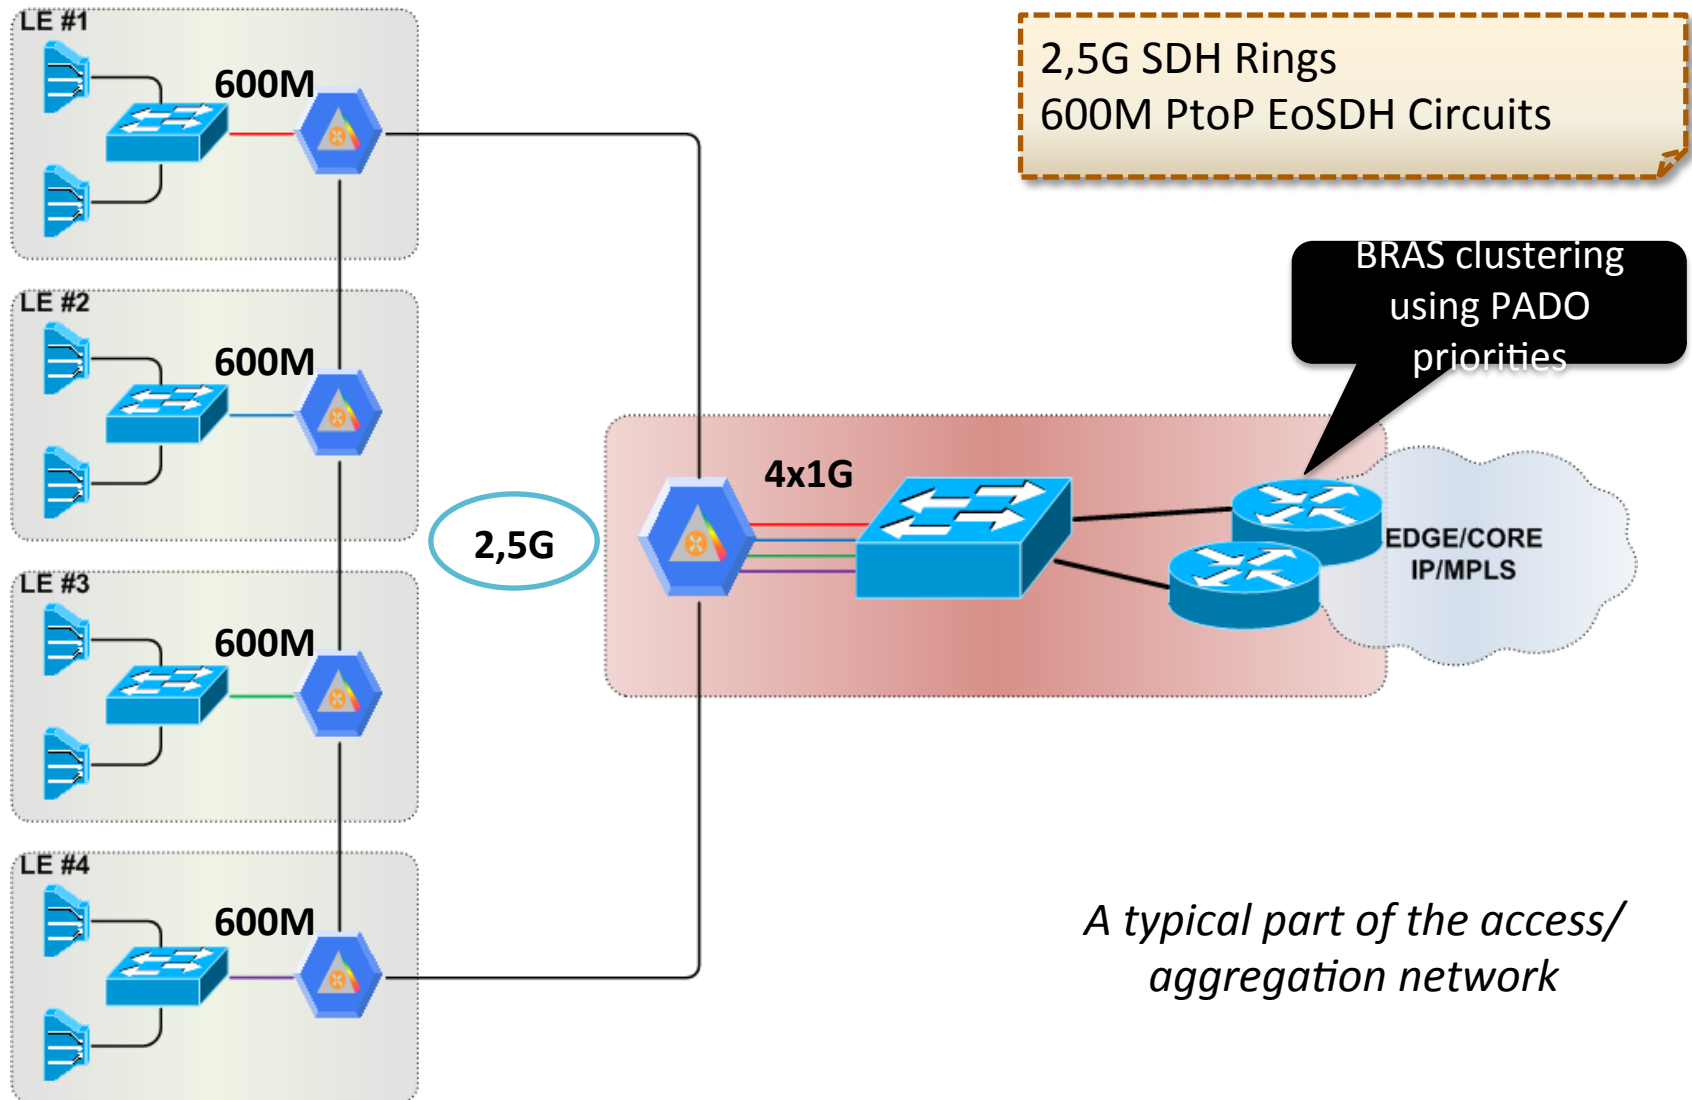 LE #1
600M
2,5G SDH Rings
600M PtoP EoSDH Circuits
BRAS clustering
using PADO
priorities
LE #2
600M
4x1G
2,5G
EDGE/CORE
IP/MPLS
LE #3
600M
LE #4
600M
A typical part of the access/
aggregation network